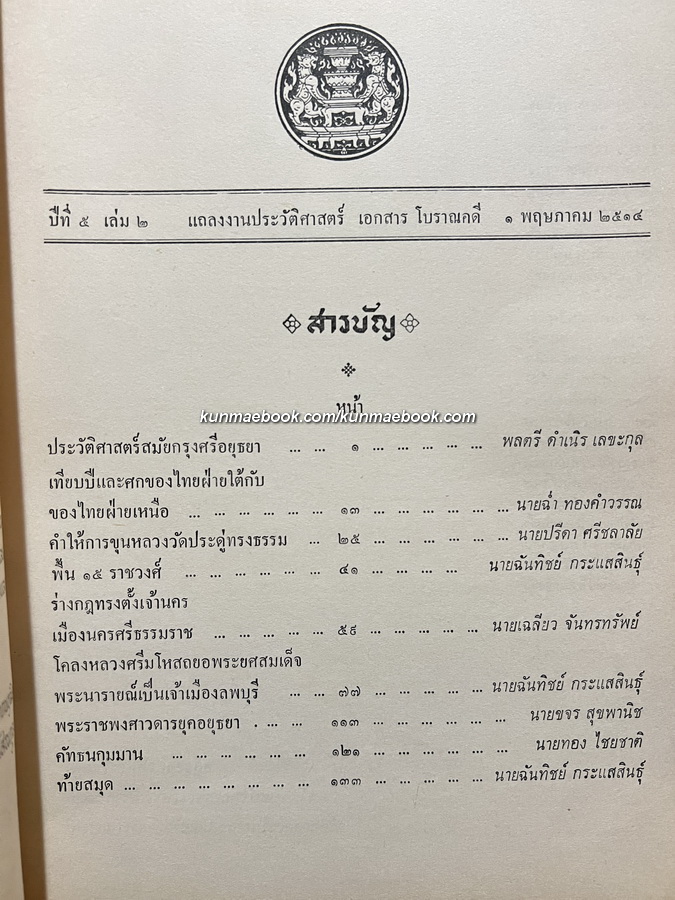 ปีที่ ๕ เล่ม ๒ แถลงงานประวัติศาสตร์ เอกสาร โบราณคดี ๑ พฤษภาคม ๒๕๑๔
สารบัญ
หน้า
kunmaebook.com/kunmaebook.com
ประวัติศาสตร์สมัยกรุงศรีอยุธยา ... ... ๑ ... ... ... ... ... ... พลตรี ดำเนิร เลขะกุล
เทียบปีและศกของไทยฝ่ายใต้กับ
ของไทยฝ่ายเหนือ ... ... ... ... ... ... ๑๓ ... ... ... ... ... ... ... นายฉ่ำ ทองคำวรรณ
คำให้การขุนหลวงวัดประดู่ทรงธรรม ... ๒๕ ... ... ... ... ... ... นายปรีดา ศรีชลาลัย
พื้น ๑๕ ราชวงศ์ ... ... ... ... ... ... ๔๑ ... ... ... ... นายฉันทิชย์ กระแสสินธุ์
ร่างกฎทรงตั้งเจ้านคร
เมืองนครศรีธรรมราช ... ... ... ... ... ๕๙ ... ... ... ... ... นายเฉลียว จันทรทรัพย์
โคลงหลวงศรีมโหสถยอพระยศสมเด็จ
พระนารายณ์เป็นเจ้าเมืองลพบุรี ... ... ๗๗ ... ... ... ... ... นายฉันทิชย์ กระแสสินธุ์
พระราชพงศาวดารยุคอยุธยา . ... ... ๑๑๓ ... ... ... ... ... ... นายขจร สุขพานิช
คัทธนกุมมาน ... ... ... ... ... ... ๑๒๑ ... ... ... ... ... ... นายทอง ไชยชาติ
ท้ายสมุด ... ... ... ... ... ... ... ... ๑๓๓ ... ... ... ... ... นายฉันทิชย์ กระแสสินธุ์